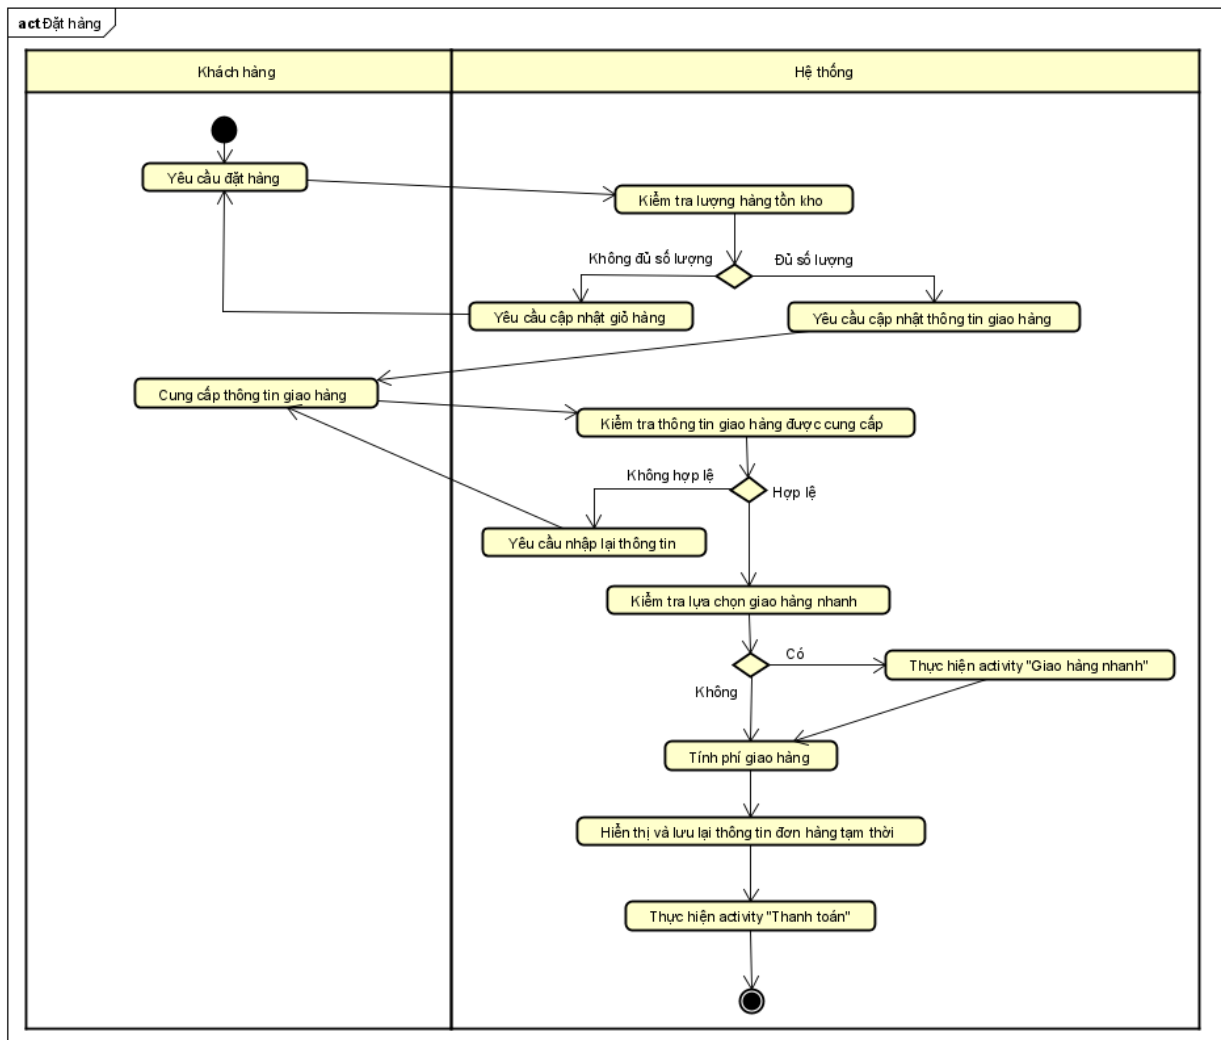 act Đặt hàng
Khách hàng
Hệ thống
Yêu cầu đặt hàng
Kiểm tra lượng hàng tồn kho
Không đủ số lượng
Đủ số lượng
Yêu cầu cập nhật giỏ hàng
Yêu cầu cập nhật thông tin giao hàng
Cung cấp thông tin giao hàng
Kiểm tra thông tin giao hàng được cung cấp
Không hợp lệ
Hợp lệ
Yêu cầu nhập lại thông tin
Kiểm tra lựa chọn giao hàng nhanh
Có
Thực hiện activity "Giao hàng nhanh"
Không
Tính phí giao hàng
Hiển thị và lưu lại thông tin đơn hàng tạm thời
Thực hiện activity "Thanh toán"